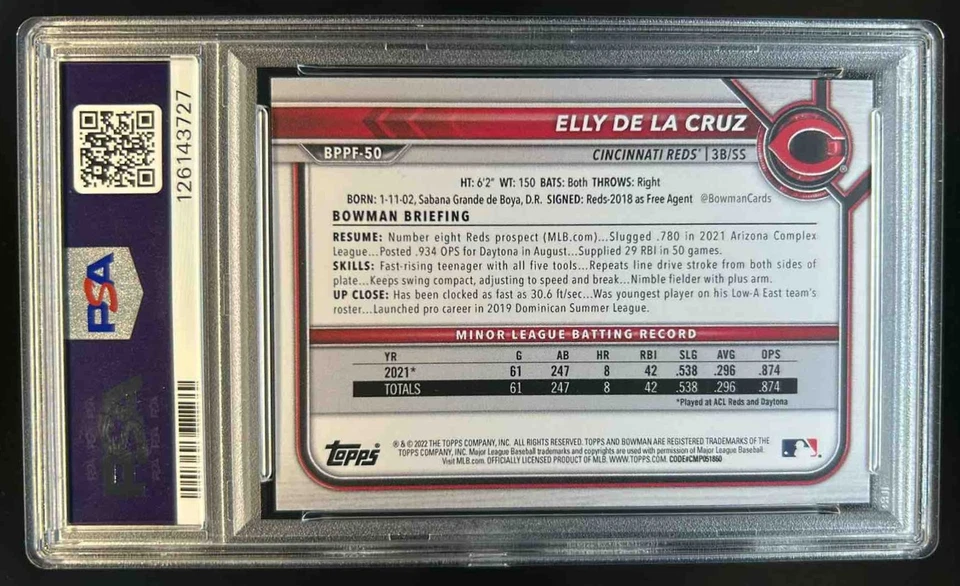 126143727
PSA
PSA
ELLY DE LA CRUZ
BPPF-50
CINCINNATI REDS® | 3B/SS
HT: 6'2" WT: 150 BATS: Both THROWS: Right
BORN: 1-11-02, Sabana Grande de Boya, D.R. SIGNED: Reds-2018 as Free Agent @BowmanCards
BOWMAN BRIEFING
RESUME: Number eight Reds prospect (MLB.com)...Slugged .780 in 2021 Arizona Complex
League...Posted .934 OPS for Daytona in August...Supplied 29 RBI in 50 games.
SKILLS: Fast-rising teenager with all five tools...Repeats line drive stroke from both sides of
plate...Keeps swing compact, adjusting to speed and break...Nimble fielder with plus arm.
UP CLOSE: Has been clocked as fast as 30.6 ft/sec...Was youngest player on his Low-A East team's
roster...Launched pro career in 2019 Dominican Summer League.
MINOR LEAGUE BATTING RECORD
YR G AB HR RBI SLG AVG OPS
2021* 61 247 8 42 .538 .296 .874
TOTALS 61 247 8 42 .538 .296 .874
*Played at ACL Reds and Daytona
topps
® & © 2022 THE TOPPS COMPANY, INC. ALL RIGHTS RESERVED. TOPPS AND BOWMAN ARE REGISTERED TRADEMARKS OF THE
TOPPS COMPANY, INC. Major League Baseball trademarks and copyrights are used with permission of Major League Baseball.
Visit MLB.com. OFFICIALLY LICENSED PRODUCT OF MLB. WWW.TOPPS.COM. CODE#CMP051860